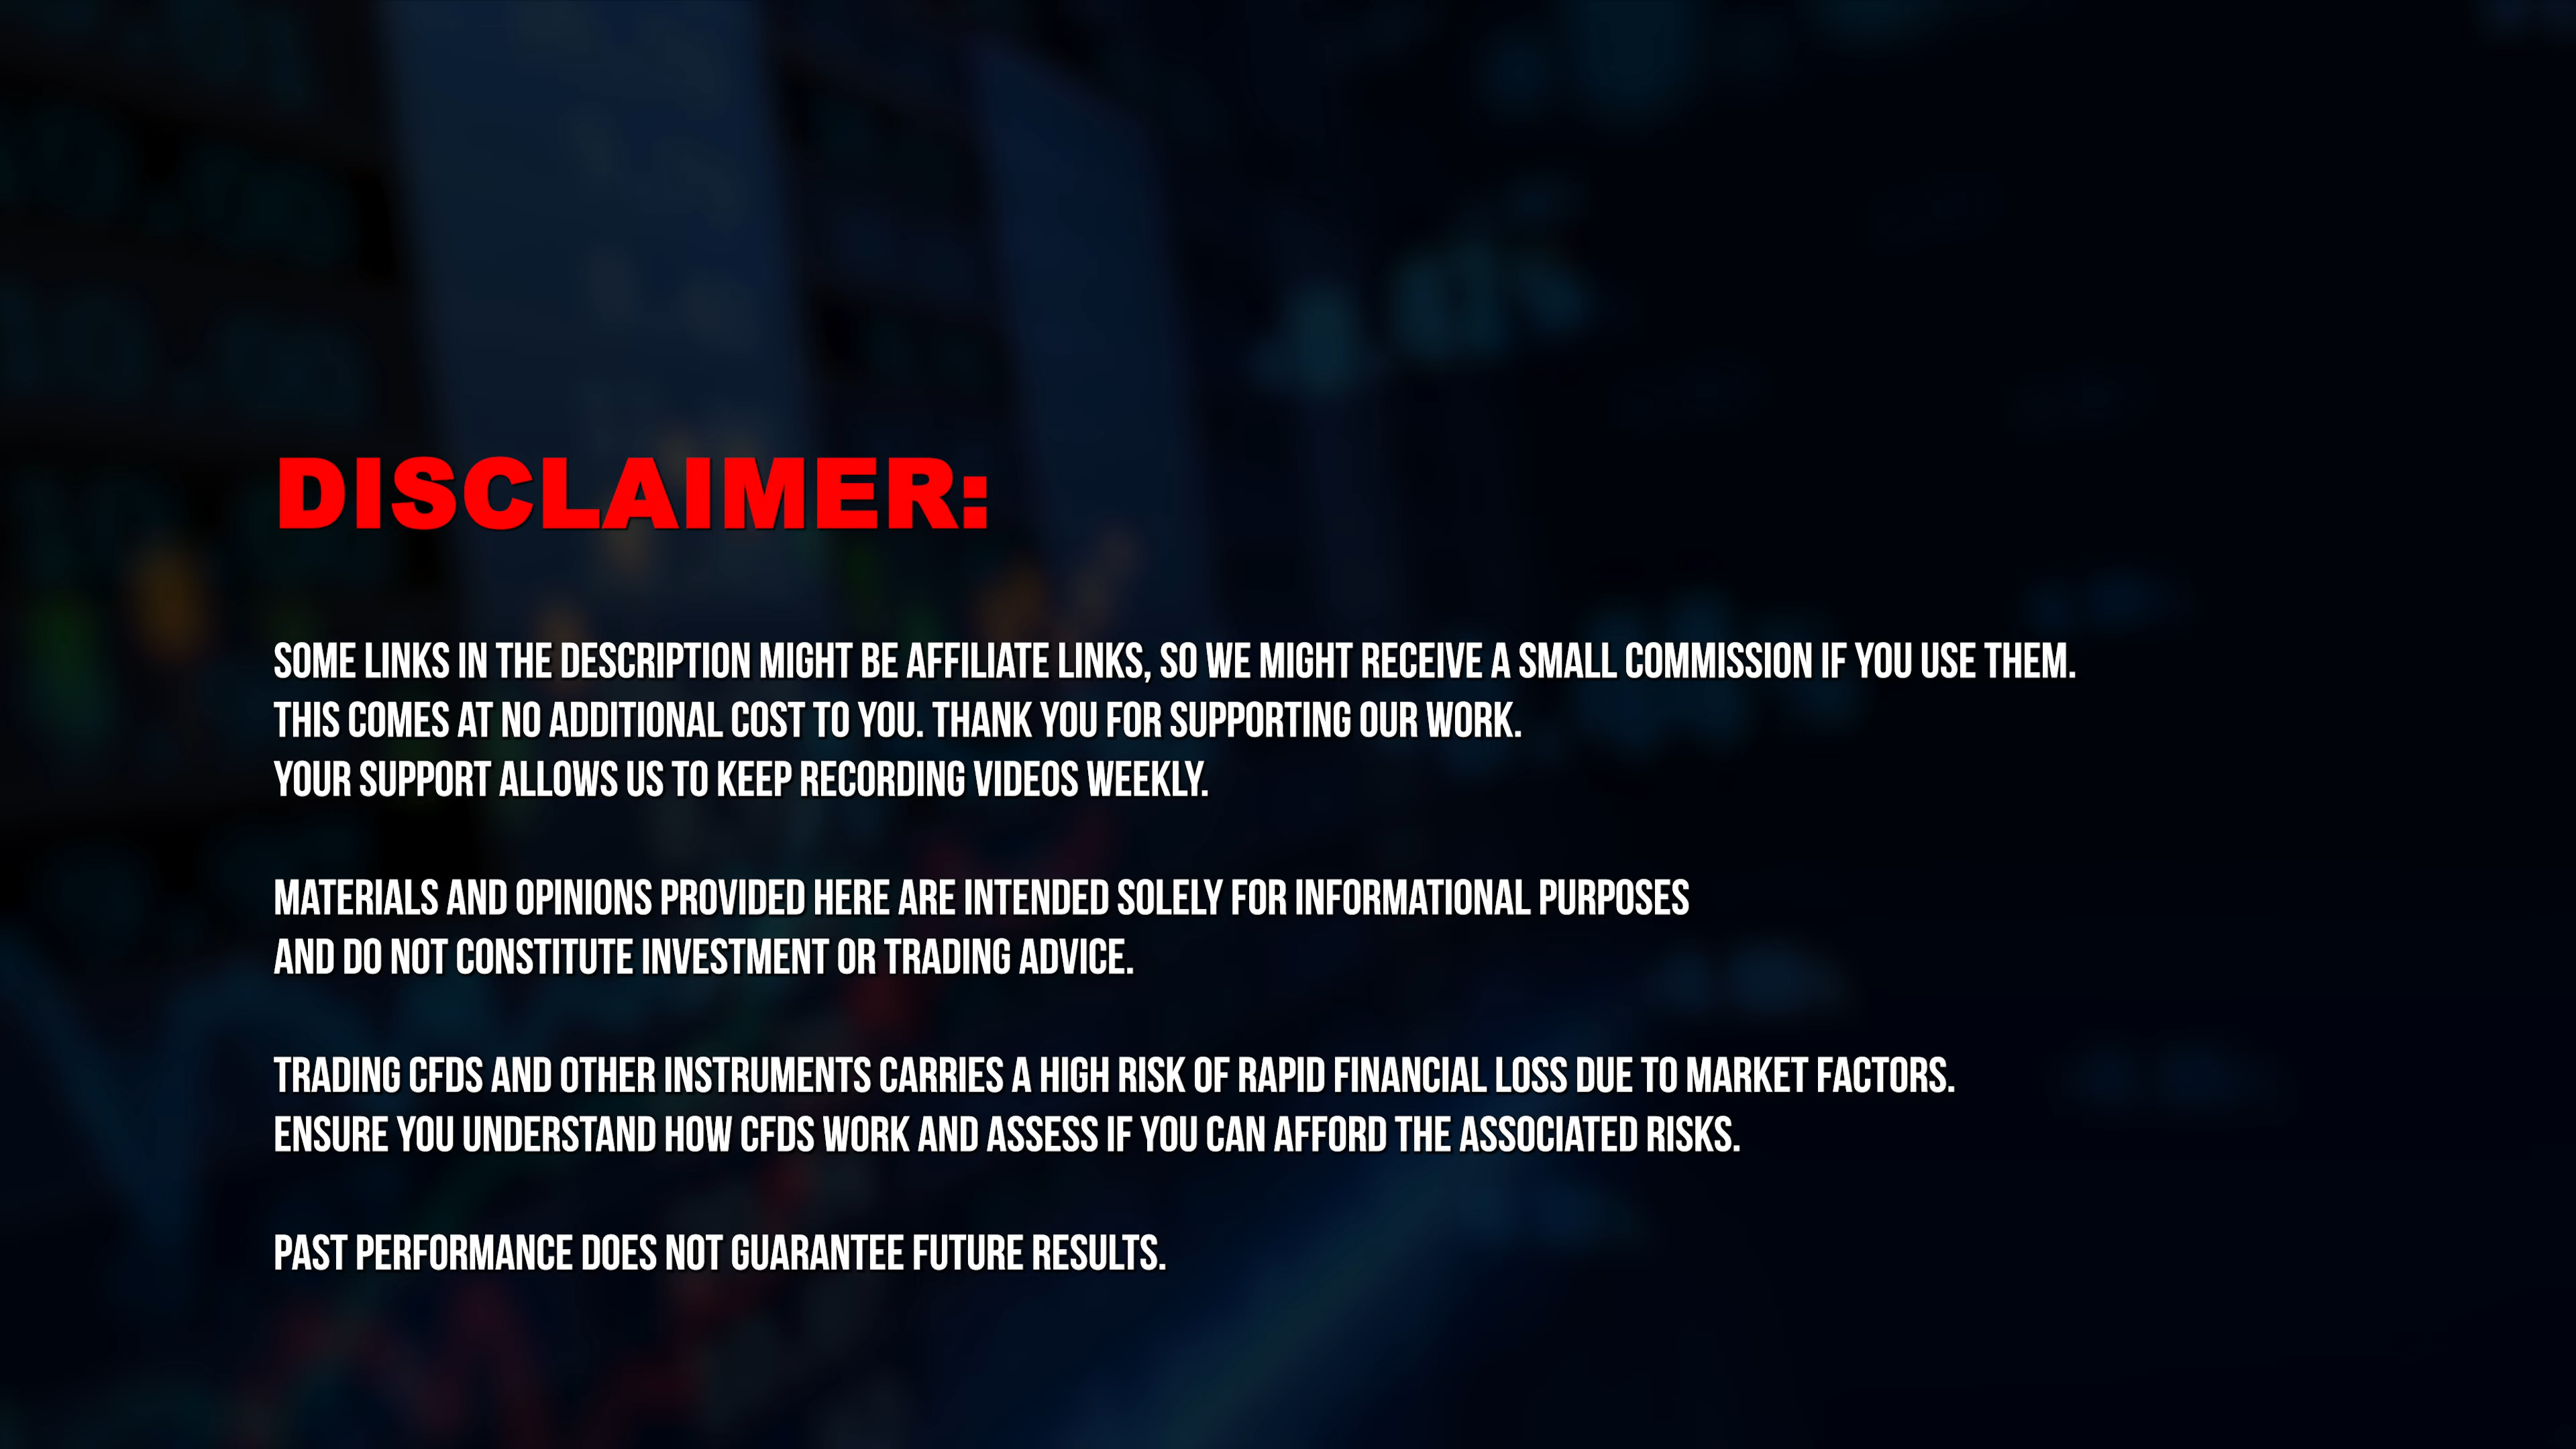 DISCLAIMER:
SOME LINKS IN THE DESCRIPTION MIGHT BE AFFILIATE LINKS, SO WE MIGHT RECEIVE A SMALL COMMISSION IF YOU USE THEM.
THIS COMES AT NO ADDITIONAL COST TO YOU. THANK YOU FOR SUPPORTING OUR WORK.
YOUR SUPPORT ALLOWS US TO KEEP RECORDING VIDEOS WEEKLY.
MATERIALS AND OPINIONS PROVIDED HERE ARE INTENDED SOLELY FOR INFORMATIONAL PURPOSES
AND DO NOT CONSTITUTE INVESTMENT OR TRADING ADVICE.
TRADING CFDS AND OTHER INSTRUMENTS CARRIES A HIGH RISK OF RAPID FINANCIAL LOSS DUE TO MARKET FACTORS.
ENSURE YOU UNDERSTAND HOW CFDS WORK AND ASSESS IF YOU CAN AFFORD THE ASSOCIATED RISKS.
PAST PERFORMANCE DOES NOT GUARANTEE FUTURE RESULTS.